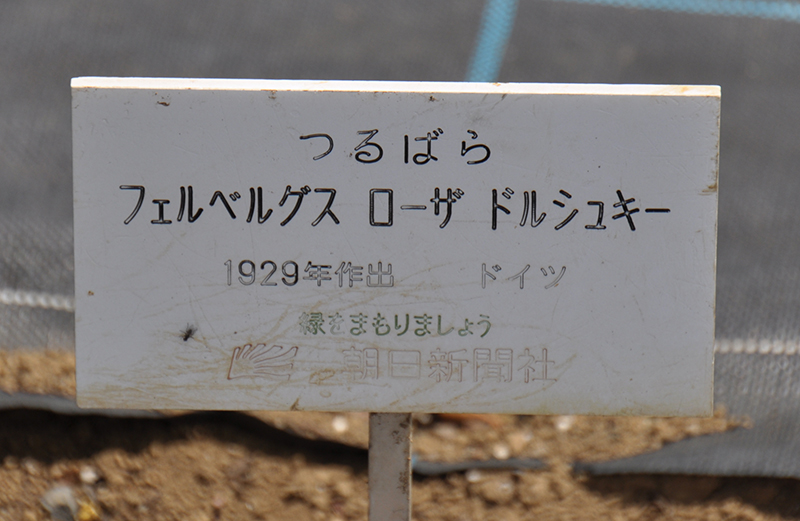 つるばら
フェルベルグス ローザ ドルシュキー
1929年作出 ドイツ
緑をまもりましょう
朝日新聞社